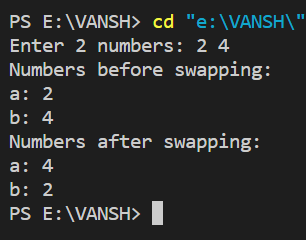 PS E:\VANSH> cd "e:\VANSH\"
Enter 2 numbers: 2 4
Numbers before swapping:
a: 2
b: 4
Numbers after swapping:
a: 4
b: 2
PS E:\VANSH>